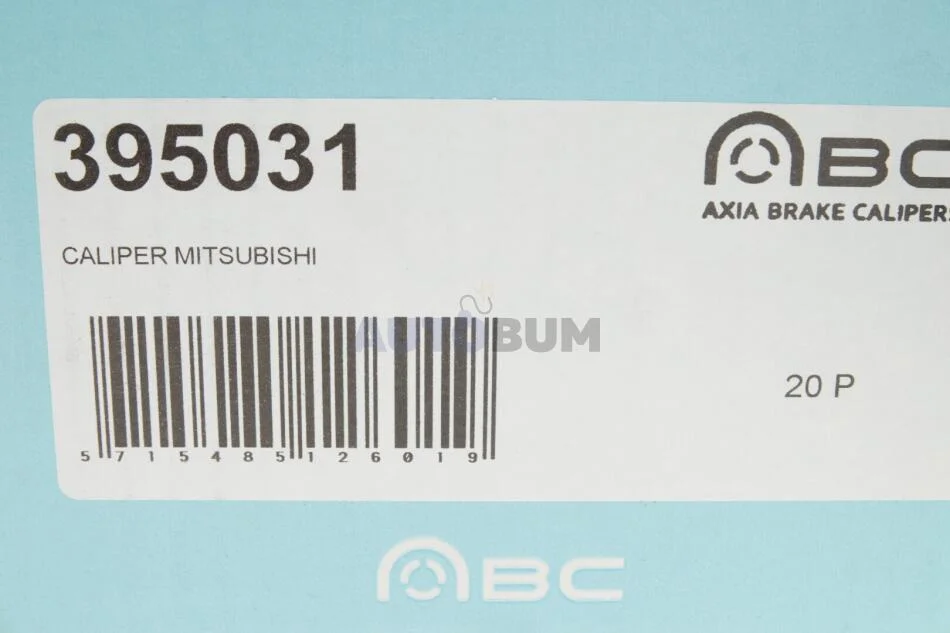 395031
ABC
AXIA BRAKE CALIPERS
CALIPER MITSUBISHI
AUTOBUM
20 P
5 715485 126019
ABC